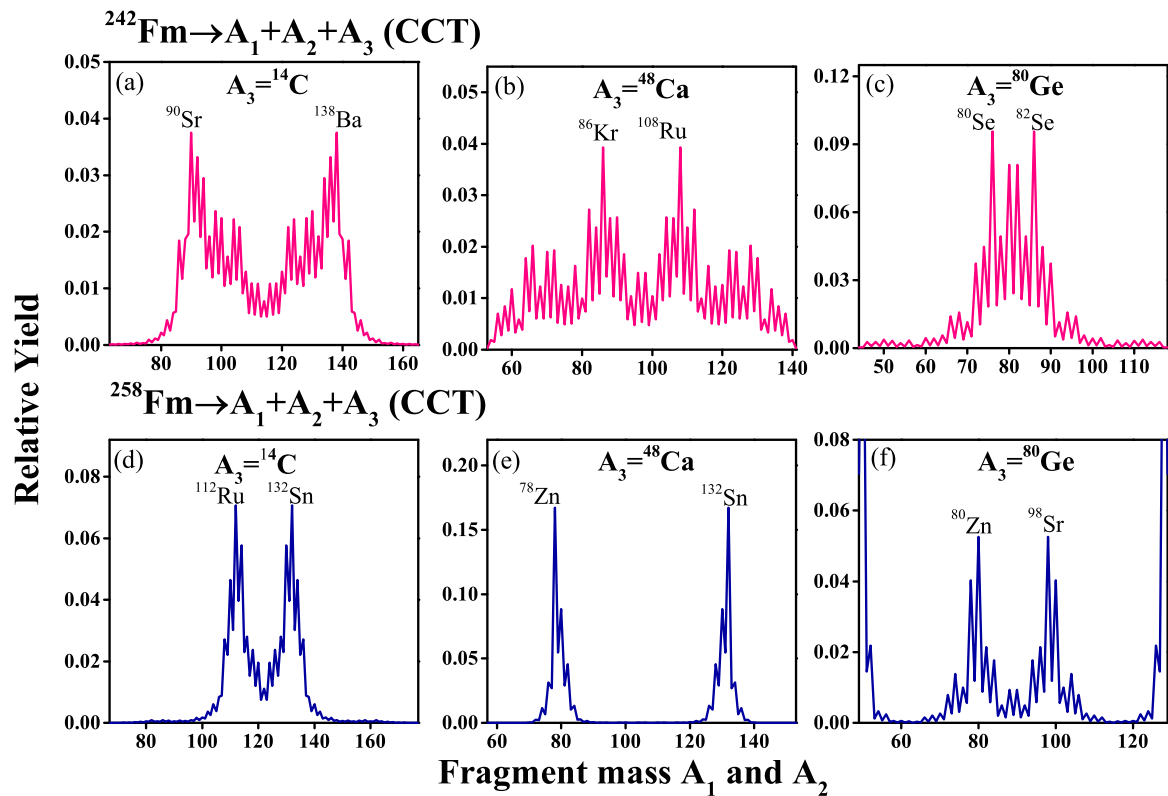 ²⁴²Fm→A₁+A₂+A₃ (CCT)
(a) A₃=¹⁴C
⁹⁰Sr ¹³⁸Ba
0.05
0.04
0.03
0.02
0.01
0.00
80 100 120 140 160
(b) A₃=⁴⁸Ca
⁸⁶Kr ¹⁰⁸Ru
0.05
0.04
0.03
0.02
0.01
0.00
60 80 100 120 140
(c) A₃=⁸⁰Ge
⁸⁰Se ⁸²Se
0.12
0.09
0.06
0.03
0.00
50 60 70 80 90 100 110
Relative Yield
²⁵⁸Fm→A₁+A₂+A₃ (CCT)
(d) A₃=¹⁴C
¹¹²Ru ¹³²Sn
0.08
0.06
0.04
0.02
0.00
80 100 120 140 160
(e) A₃=⁴⁸Ca
⁷⁸Zn ¹³²Sn
0.20
0.15
0.10
0.05
0.00
60 80 100 120 140
(f) A₃=⁸⁰Ge
⁸⁰Zn ⁹⁸Sr
0.08
0.06
0.04
0.02
0.00
60 80 100 120
Fragment mass A₁ and A₂